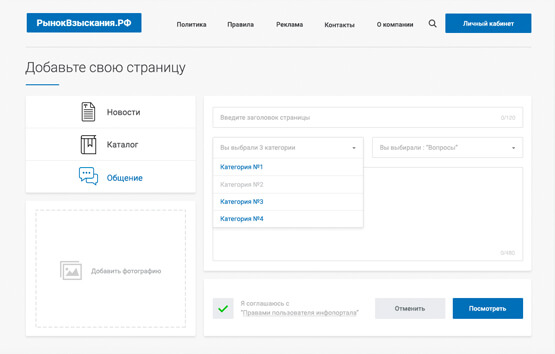 РынокВзыскания.РФ
Политика
Правила
Реклама
Контакты
О компании
Личный кабинет
Добавьте свою страницу
Новости
Каталог
Общение
Добавить фотографию
Введите заголовок страницы
0/120
Вы выбрали 3 категории
Вы выбирали : "Вопросы"
Категория №1
Категория №2
Категория №3
Категория №4
0/480
Я соглашаюсь с
"Правами пользователя инфопортала"
Отменить
Посмотреть